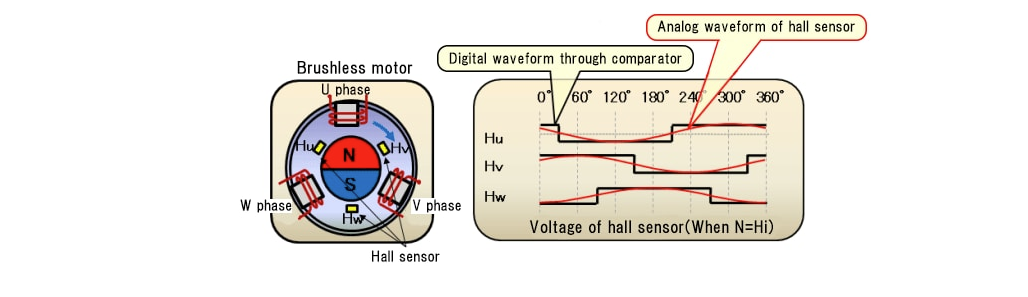 Analog waveform of hall sensor
Digital waveform through comparator
Brushless motor
U phase
0° 60° 120° 180° 240° 300° 360°
Hu
Hv
N
S
Hw
W phase
V phase
Hall sensor
Hu
Hv
Hw
Voltage of hall sensor(When N=Hi)